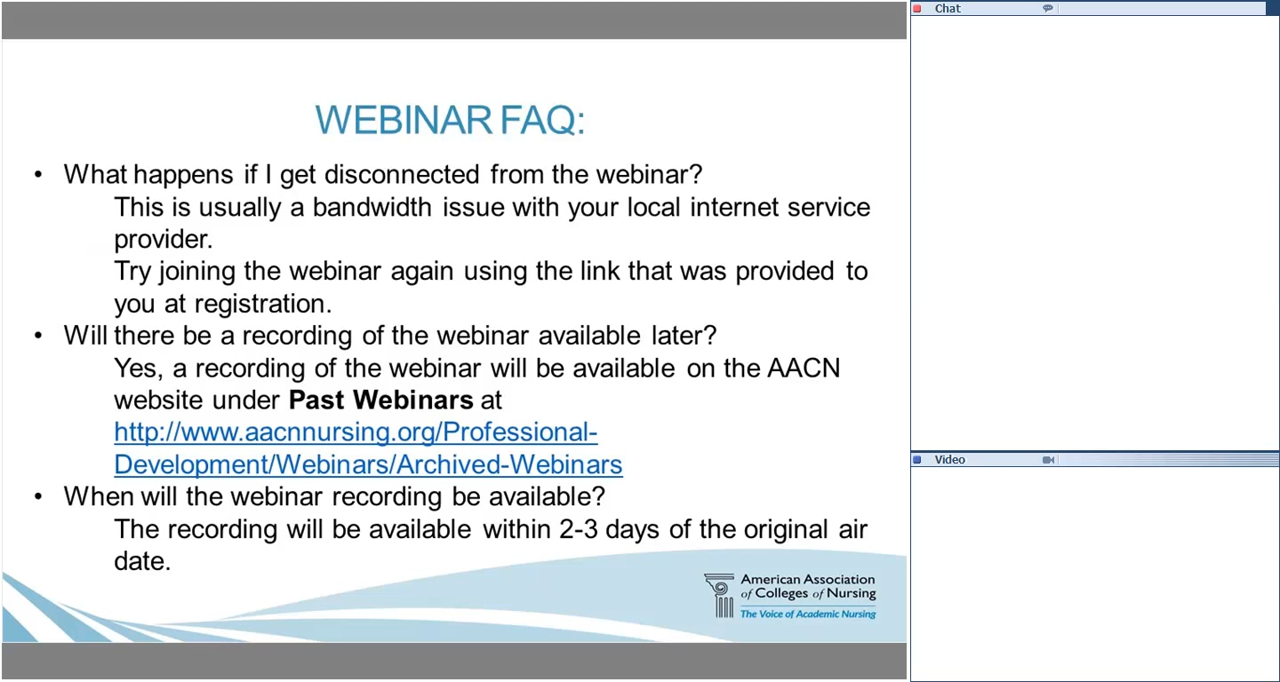 WEBINAR FAQ:
• What happens if I get disconnected from the webinar?
This is usually a bandwidth issue with your local internet service
provider.
Try joining the webinar again using the link that was provided to
you at registration.
• Will there be a recording of the webinar available later?
Yes, a recording of the webinar will be available on the AACN
website under Past Webinars at
http://www.aacnnursing.org/Professional-
Development/Webinars/Archived-Webinars
• When will the webinar recording be available?
The recording will be available within 2-3 days of the original air
date.
American Association
of Colleges of Nursing
The Voice of Academic Nursing
Chat
Video